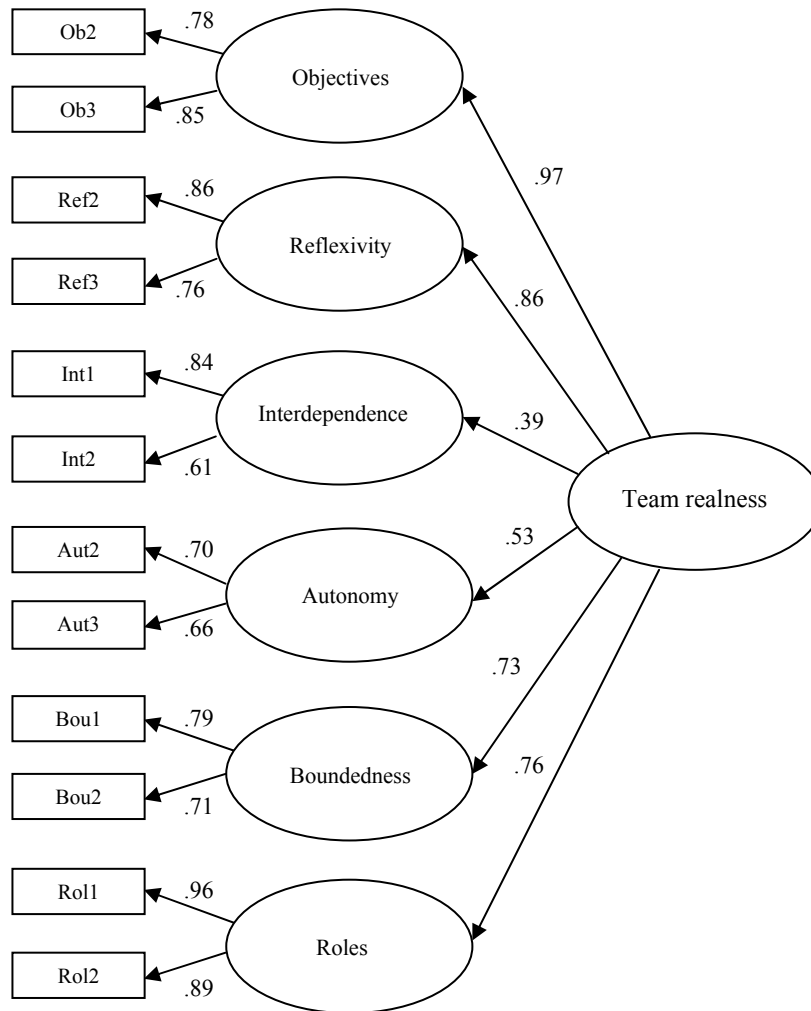 Ob2
.78
Objectives
Ob3
.85
.97
Ref2
.86
Reflexivity
Ref3
.76
.86
Int1
.84
Interdependence
.39
Int2
.61
Team realness
Aut2
.70
.53
Autonomy
Aut3
.66
Bou1
.79
.73
Boundedness
Bou2
.71
.76
Rol1
.96
Roles
Rol2
.89